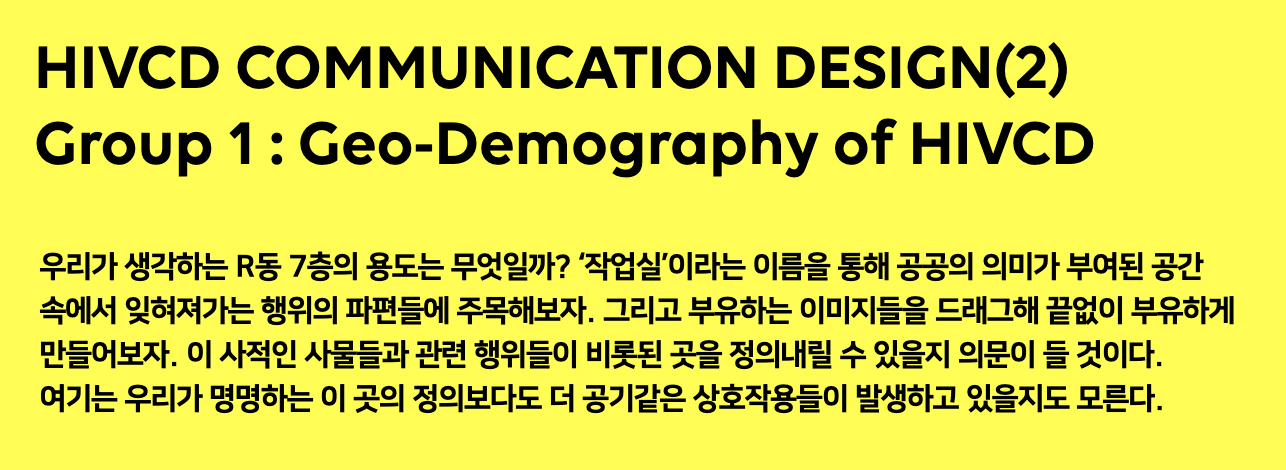 HIVCD COMMUNICATION DESIGN(2)
Group 1 : Geo-Demography of HIVCD
우리가 생각하는 R동 7층의 용도는 무엇일까? ‘작업실’이라는 이름을 통해 공공의 의미가 부여된 공간
속에서 잊혀져가는 행위의 파편들에 주목해보자. 그리고 부유하는 이미지들을 드래그해 끝없이 부유하게
만들어보자. 이 사적인 사물들과 관련 행위들이 비롯된 곳을 정의내릴 수 있을지 의문이 들 것이다.
여기는 우리가 명명하는 이 곳의 정의보다도 더 공기같은 상호작용들이 발생하고 있을지도 모른다.